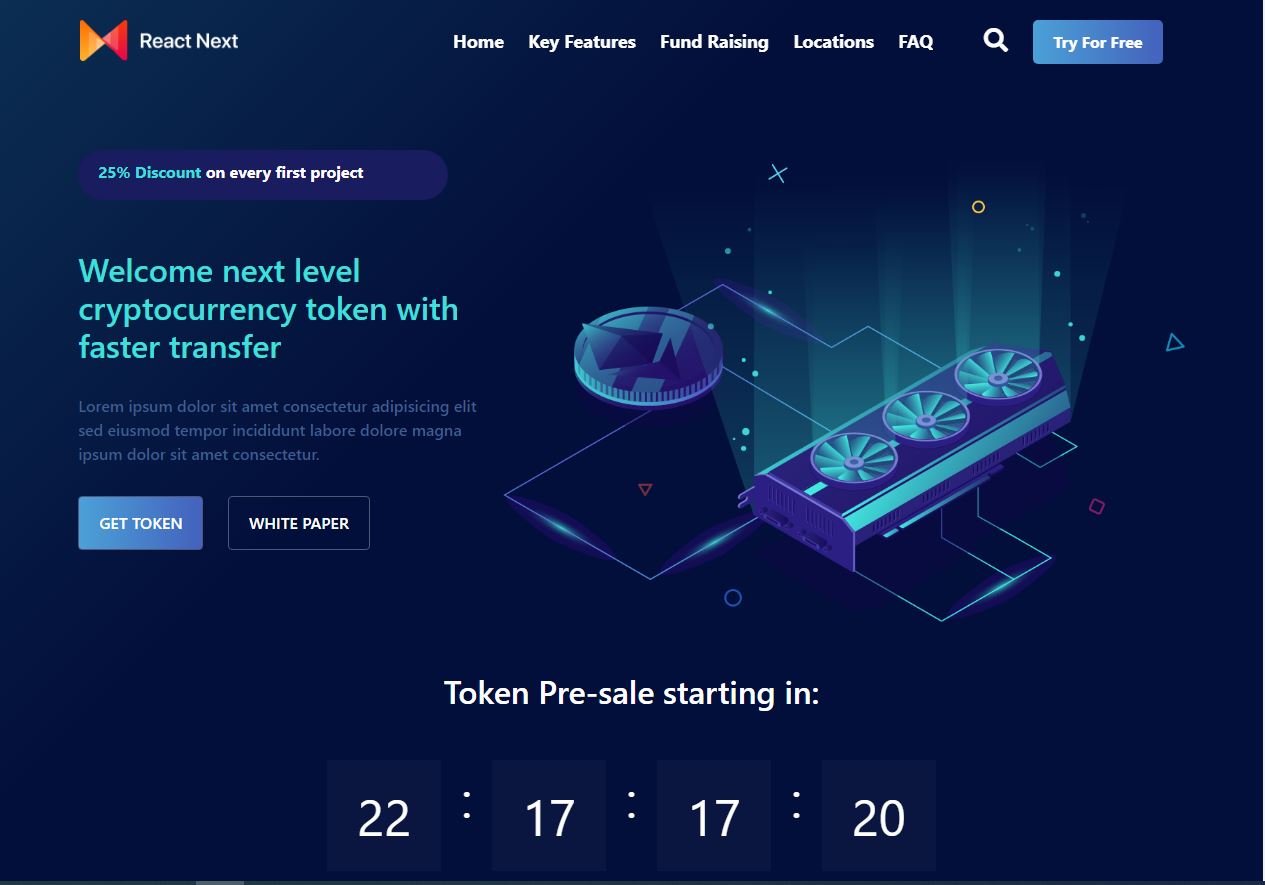 React Next
Home Key Features Fund Raising Locations FAQ Try For Free
25% Discount on every first project
Welcome next level
cryptocurrency token with
faster transfer
Lorem ipsum dolor sit amet consectetur adipisicing elit
sed eiusmod tempor incididunt labore dolore magna
ipsum dolor sit amet consectetur.
GET TOKEN WHITE PAPER
Token Pre-sale starting in:
22 : 17 : 17 : 20